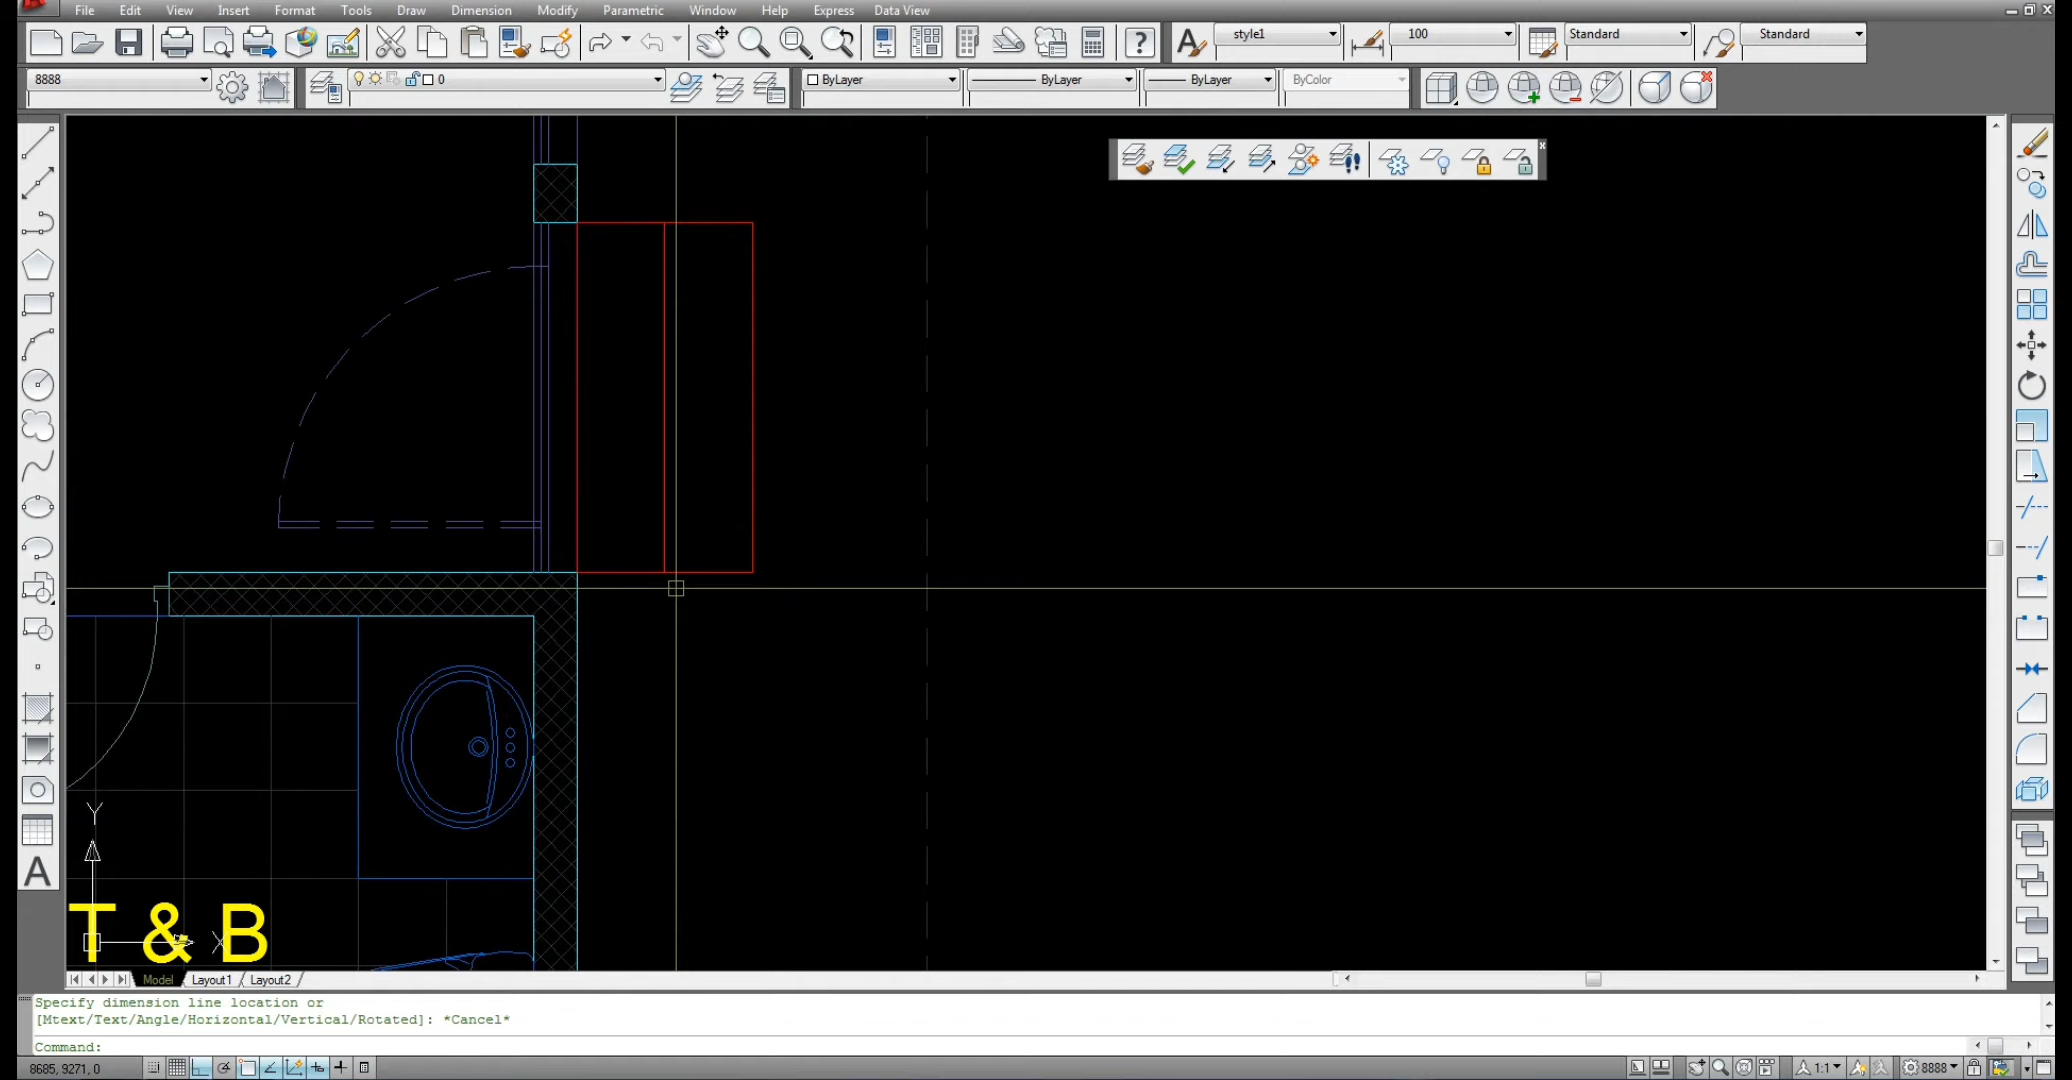 File Edit View Insert Format Tools Draw Dimension Modify Parametric Window Help Express Data View
style1 100 Standard Standard
8888 0 ByLayer ByLayer ByLayer ByColor
Y
T & B
X
Model Layout1 Layout2
Specify dimension line location or
[Mtext/Text/Angle/Horizontal/Vertical/Rotated]: *Cancel*
Command:
8685, 9271, 0 1:1 8888